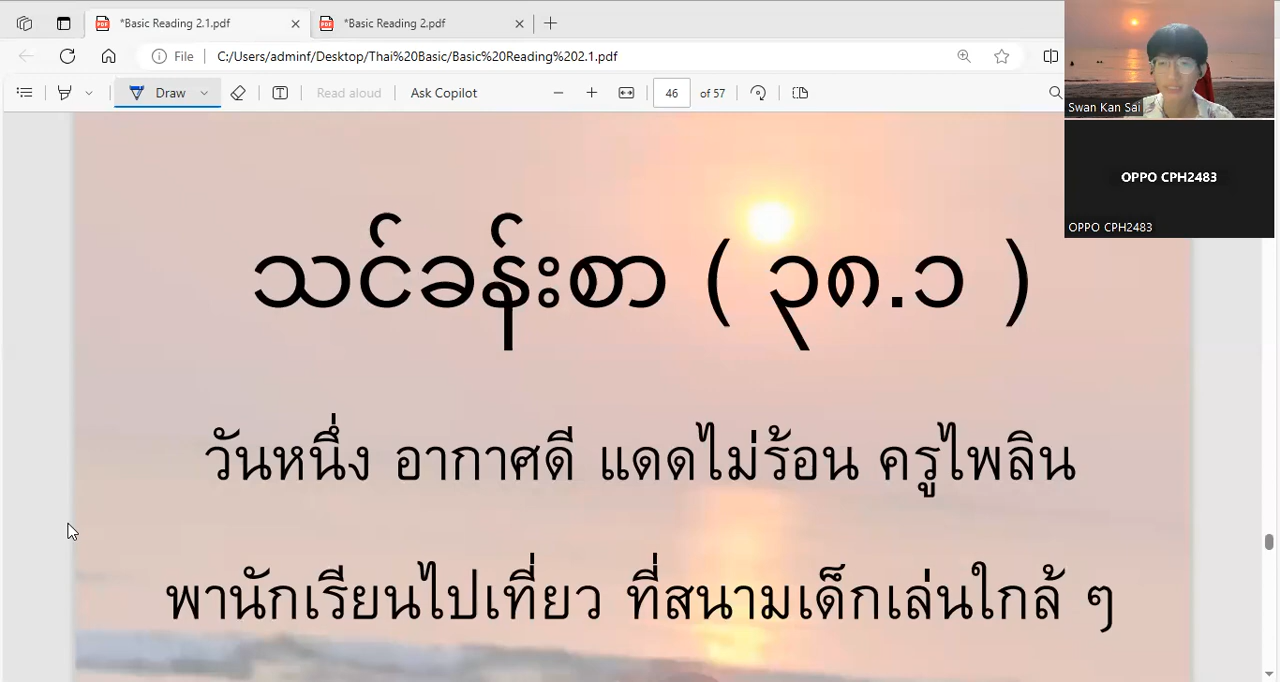 *Basic Reading 2.1.pdf
*Basic Reading 2.pdf
File
C:/Users/adminf/Desktop/Thai%20Basic/Basic%20Reading%202.1.pdf
Draw
Read aloud
Ask Copilot
46 of 57
Swan Kan Sai
OPPO CPH2483
OPPO CPH2483
သင်ခန်းစာ ( ၃၈.၁ )
วันหนึ่ง อากาศดี แดดไม่ร้อน ครูไพลิน
พานักเรียนไปเที่ยว ที่สนามเด็กเล่นใกล้ ๆ